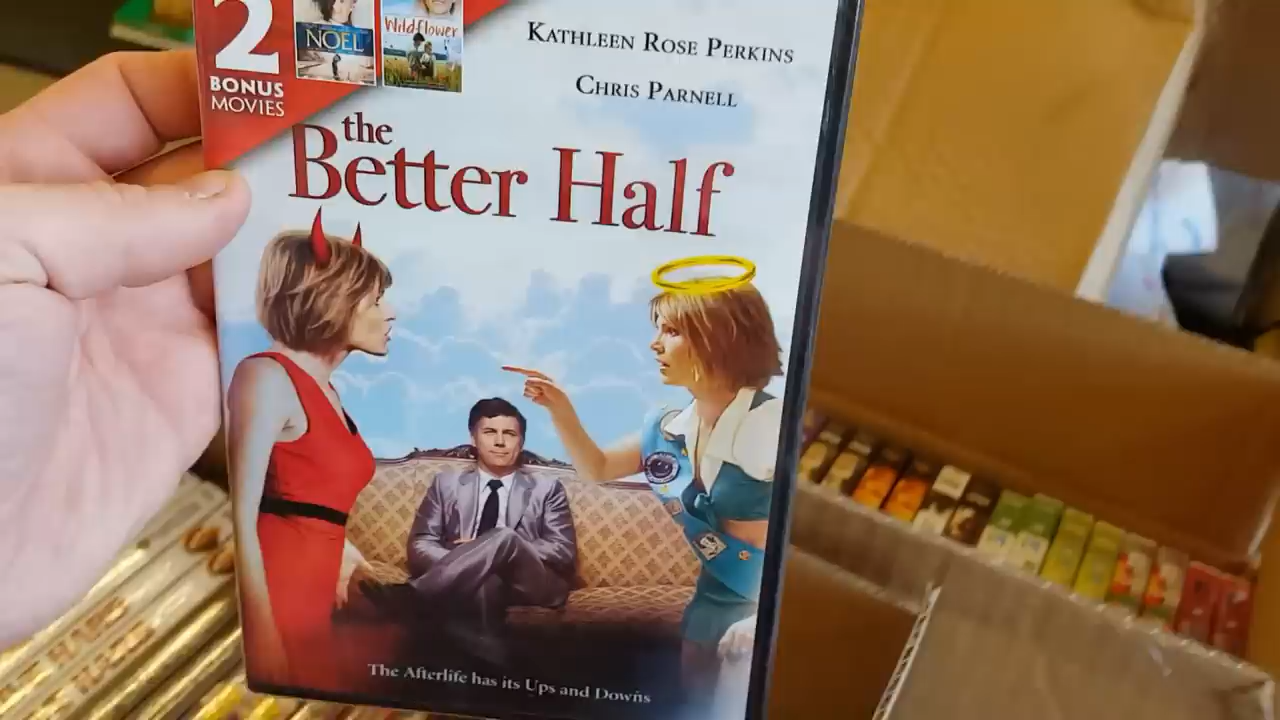 2
BONUS
MOVIES
NOEL
Wildflower
KATHLEEN ROSE PERKINS
CHRIS PARNELL
the
Better Half
The Afterlife has its Ups and Downs